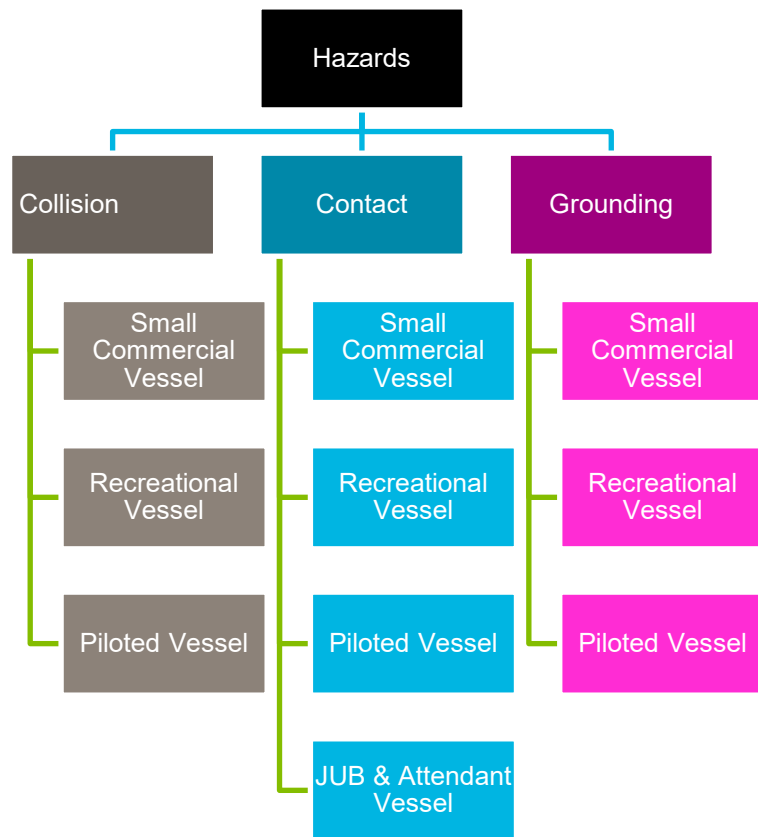 Hazards
Collision
Contact
Grounding
Small
Commercial
Vessel
Small
Commercial
Vessel
Small
Commercial
Vessel
Recreational
Vessel
Recreational
Vessel
Recreational
Vessel
Piloted Vessel
Piloted Vessel
Piloted Vessel
JUB & Attendant
Vessel